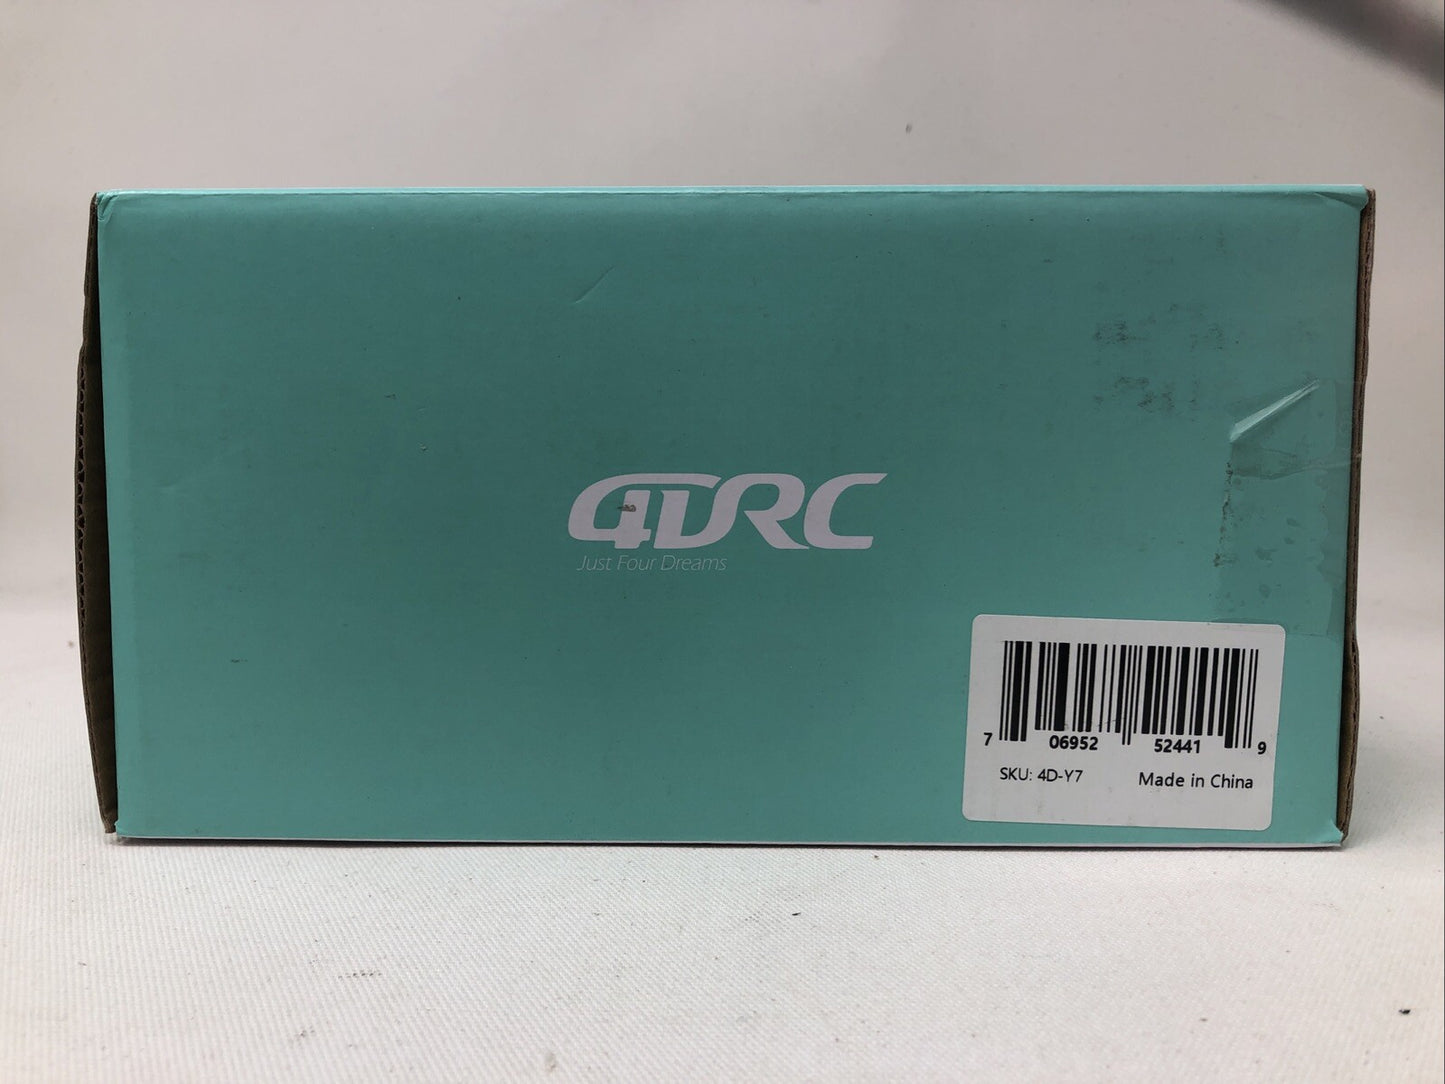 4DRC
Just Four Dreams
7 06952 52441 9
SKU: 4D-Y7 Made in China